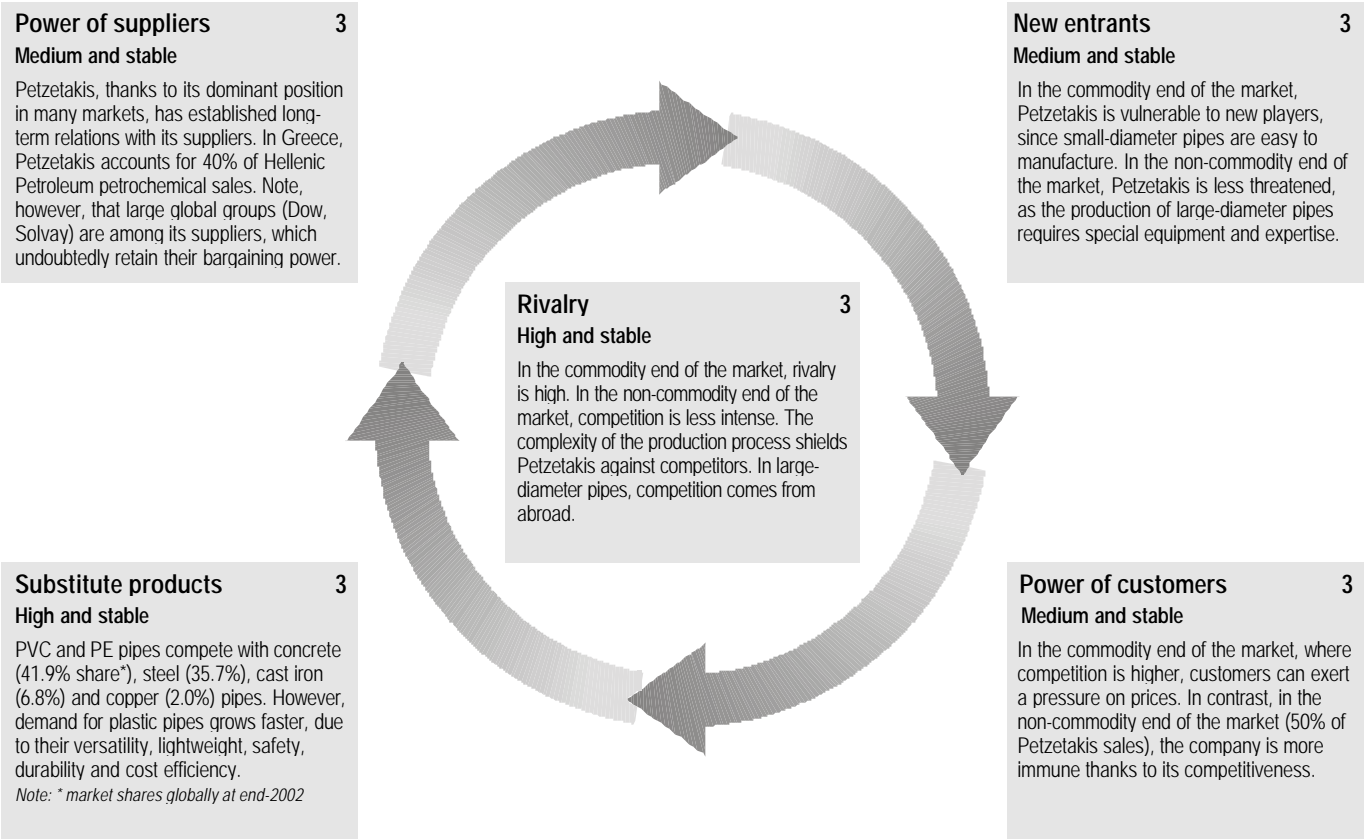 Power of suppliers 3
Medium and stable
Petzetakis, thanks to its dominant position
in many markets, has established long-
term relations with its suppliers. In Greece,
Petzetakis accounts for 40% of Hellenic
Petroleum petrochemical sales. Note,
however, that large global groups (Dow,
Solvay) are among its suppliers, which
undoubtedly retain their bargaining power.
New entrants 3
Medium and stable
In the commodity end of the market,
Petzetakis is vulnerable to new players,
since small-diameter pipes are easy to
manufacture. In the non-commodity end of
the market, Petzetakis is less threatened,
as the production of large-diameter pipes
requires special equipment and expertise.
Rivalry 3
High and stable
In the commodity end of the market, rivalry
is high. In the non-commodity end of the
market, competition is less intense. The
complexity of the production process shields
Petzetakis against competitors. In large-
diameter pipes, competition comes from
abroad.
Substitute products 3
High and stable
PVC and PE pipes compete with concrete
(41.9% share*), steel (35.7%), cast iron
(6.8%) and copper (2.0%) pipes. However,
demand for plastic pipes grows faster, due
to their versatility, lightweight, safety,
durability and cost efficiency.
Note: * market shares globally at end-2002
Power of customers 3
Medium and stable
In the commodity end of the market, where
competition is higher, customers can exert
a pressure on prices. In contrast, in the
non-commodity end of the market (50% of
Petzetakis sales), the company is more
immune thanks to its competitiveness.